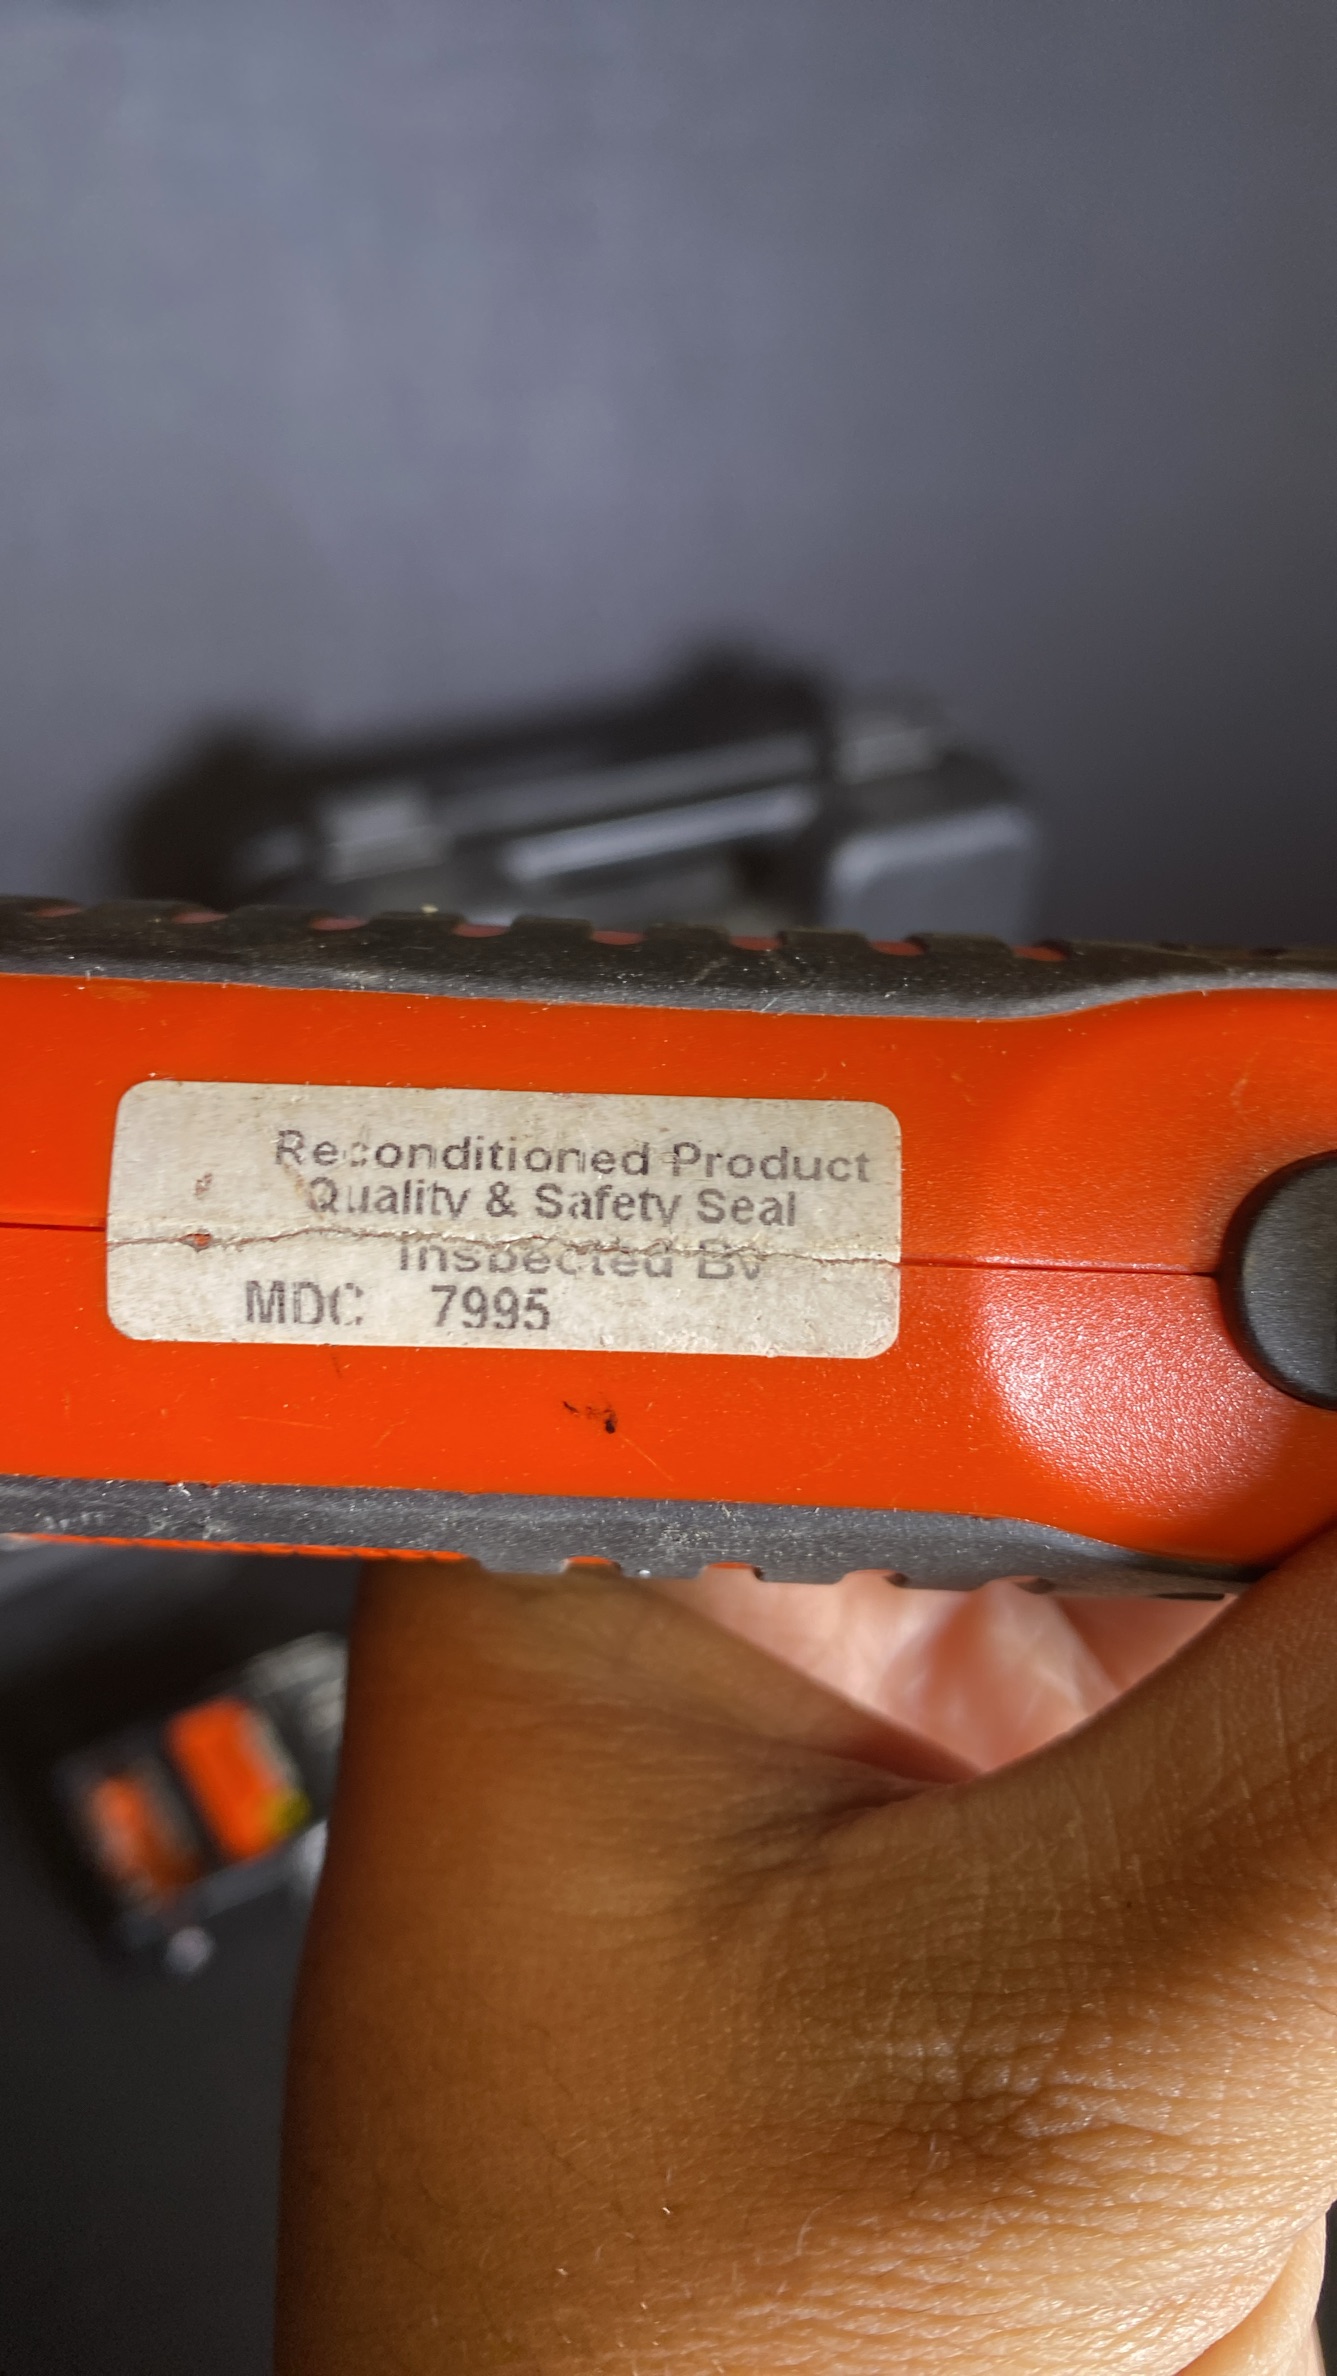 Reconditioned Product
Quality & Safety Seal
Inspected By
MDC 7995